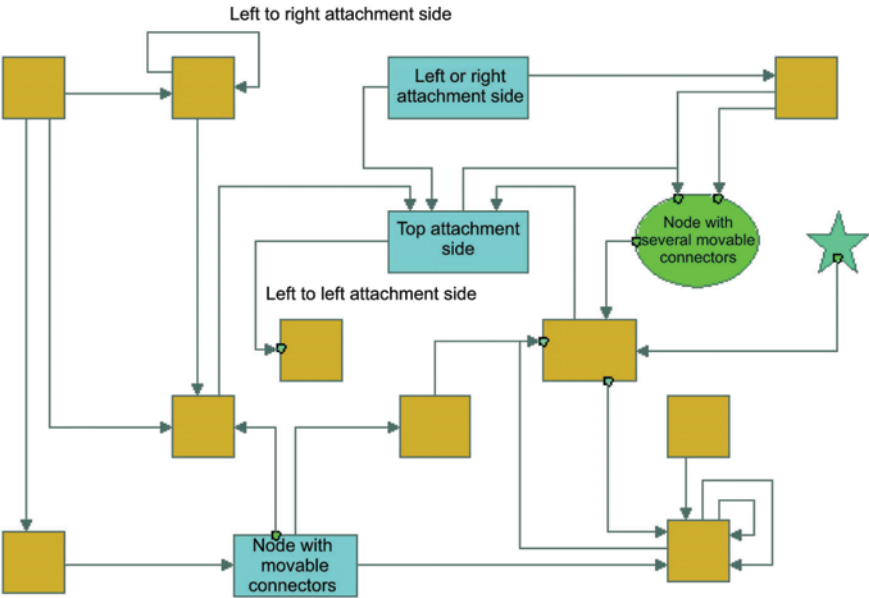 Left to right attachment side
Left or right
attachment side
Top attachment
side
Node with
several movable
connectors
Left to left attachment side
Node with
movable
connectors